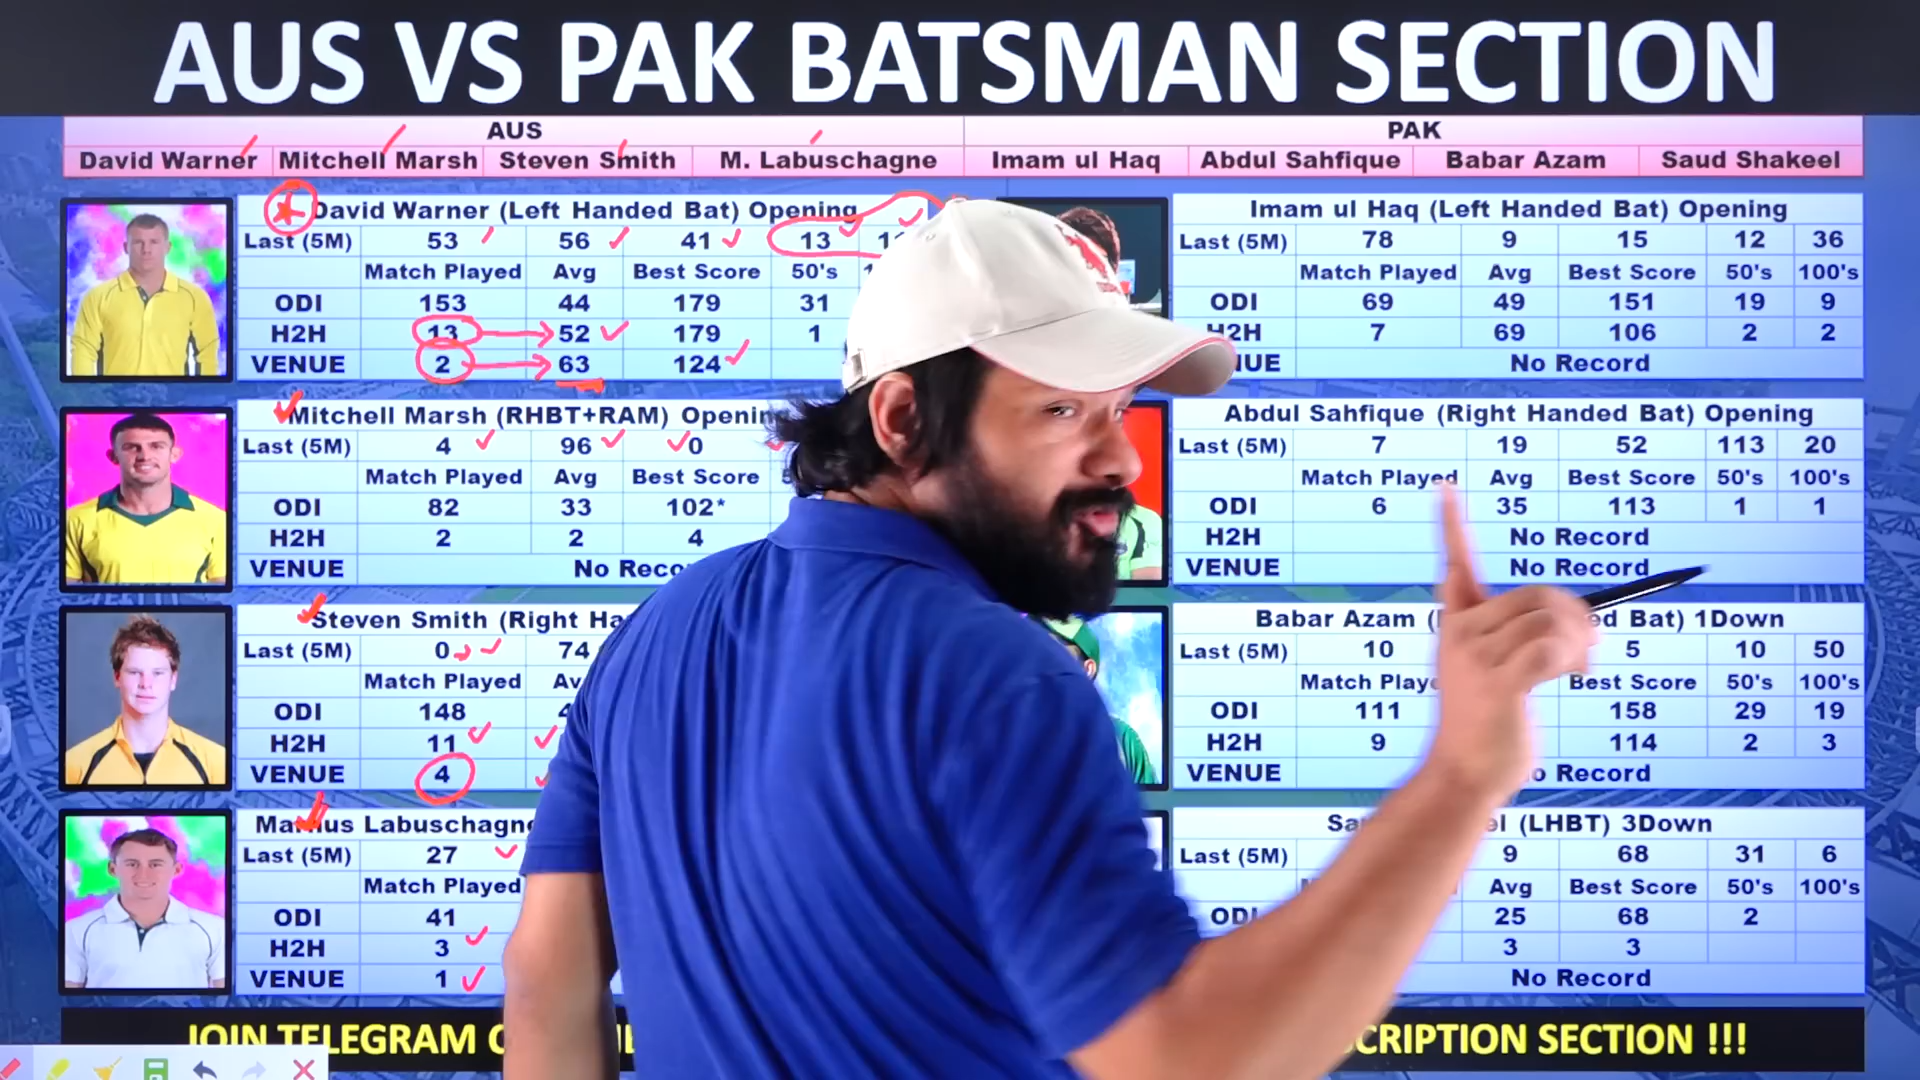 AUS VS PAK BATSMAN SECTION
AUS PAK
David Warner Mitchell Marsh Steven Smith M. Labuschagne Imam ul Haq Abdul Sahfique Babar Azam Saud Shakeel
David Warner (Left Handed Bat) Opening
Last (5M) 53 56 41 13
Match Played Avg Best Score 50's
ODI 153 44 179 31
H2H 13 52 179 1
VENUE 2 63 124
Imam ul Haq (Left Handed Bat) Opening
Last (5M) 78 9 15 12 36
Match Played Avg Best Score 50's 100's
ODI 69 49 151 19 9
H2H 7 69 106 2 2
No Record
Mitchell Marsh (RHBT+RAM) Opening
Last (5M) 4 96 0
Match Played Avg Best Score
ODI 82 33 102*
H2H 2 2 4
VENUE No
Abdul Sahfique (Right Handed Bat) Opening
Last (5M) 7 19 52 113 20
Match Played Avg Best Score 50's 100's
ODI 6 35 113 1 1
H2H No Record
VENUE No Record
Steven Smith (Right
Last (5M) 0 74
Match Played
ODI 148
H2H 11
VENUE 4
Babar Azam Bat) 1Down
Last (5M) 10 5 10 50
Match Best Score 50's 100's
ODI 111 158 29 19
H2H 9 114 2 3
VENUE Record
Labuschagne
Last (5M) 27
Match Played
ODI 41
H2H 3
VENUE 1
(LHBT) 3Down
Last (5M) 9 68 31 6
Avg Best Score 50's 100's
ODI 25 68 2
3 3
No Record
JOIN TELEGRAM SECTION !!!